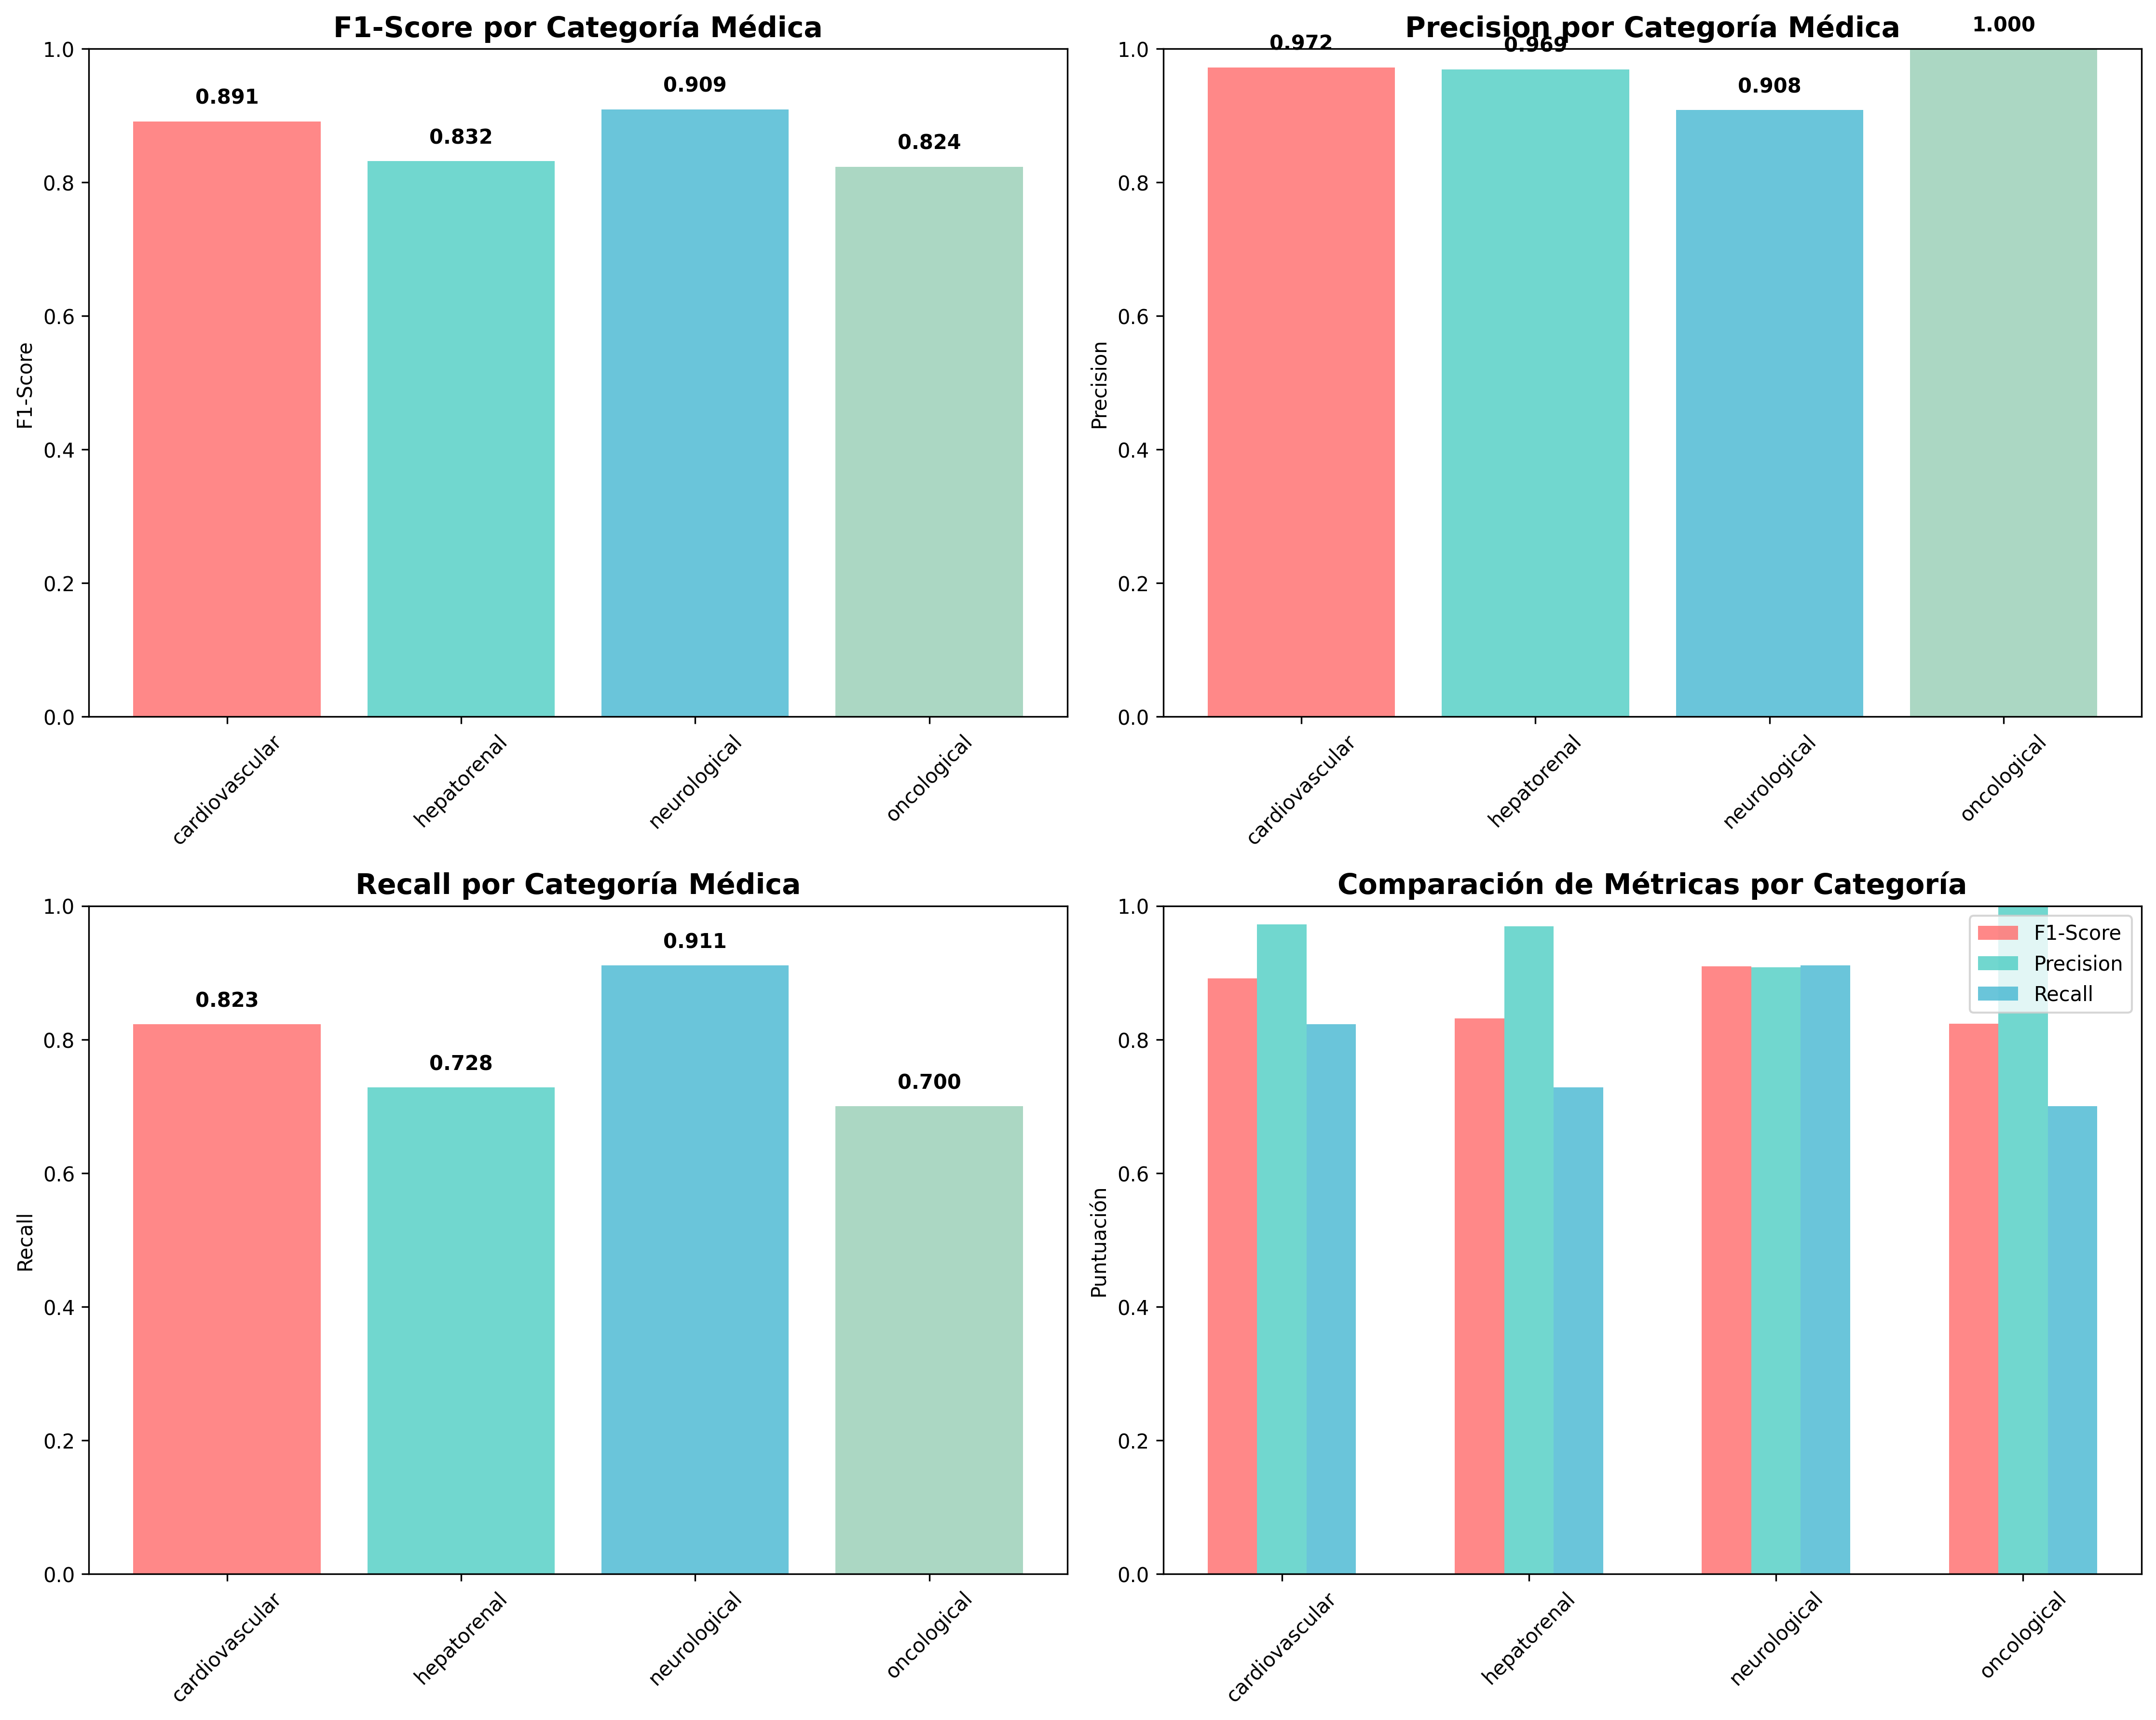 F1-Score por Categoría Médica
F1-Score
1.0
0.8
0.6
0.4
0.2
0.0
0.891
0.832
0.909
0.824
cardiovascular
hepatorenal
neurological
oncological
Precision por Categoría Médica
Precision
1.0
0.8
0.6
0.4
0.2
0.0
0.972
0.969
0.908
1.000
cardiovascular
hepatorenal
neurological
oncological
Recall por Categoría Médica
Recall
1.0
0.8
0.6
0.4
0.2
0.0
0.823
0.728
0.911
0.700
cardiovascular
hepatorenal
neurological
oncological
Comparación de Métricas por Categoría
Puntuación
1.0
0.8
0.6
0.4
0.2
0.0
F1-Score
Precision
Recall
cardiovascular
hepatorenal
neurological
oncological